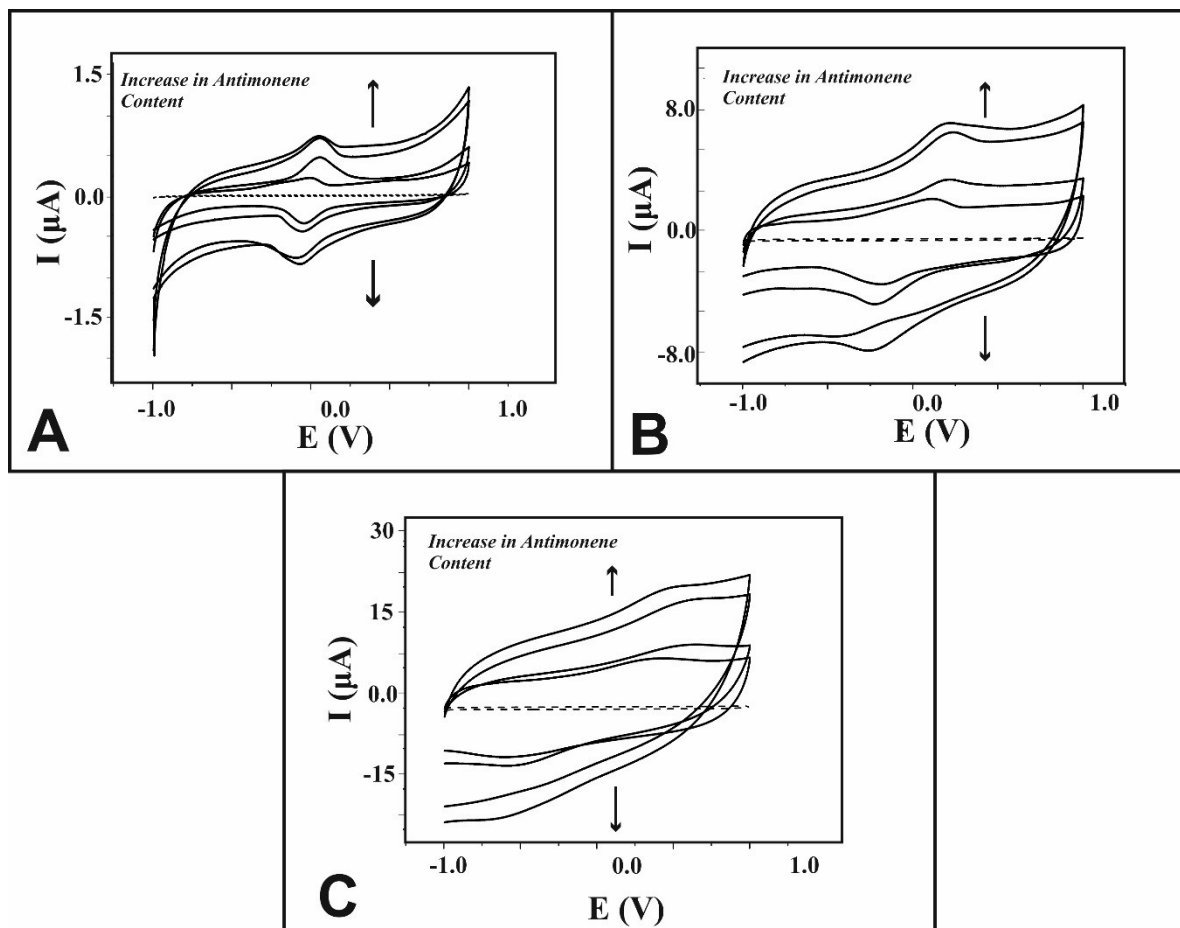 Increase in Antimonene
Content
1.5
0.0
-1.5
I (µA)
-1.0
0.0
1.0
E (V)
A
Increase in Antimonene
Content
8.0
0.0
-8.0
I (µA)
-1.0
0.0
1.0
E (V)
B
Increase in Antimonene
Content
30
15
0.0
-15
I (µA)
-1.0
0.0
1.0
E (V)
C